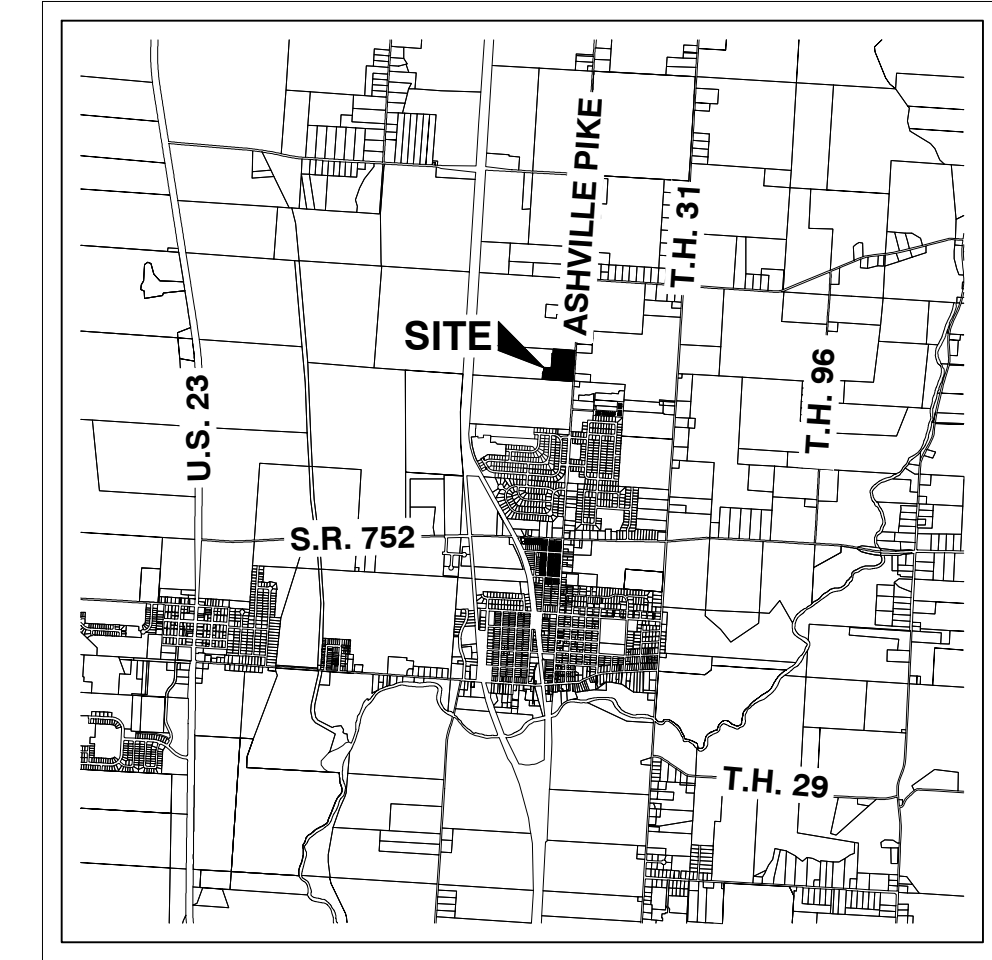 ASHVILLE PIKE
T.H. 31
SITE
U.S. 23
T.H. 96
S.R. 752
T.H. 29